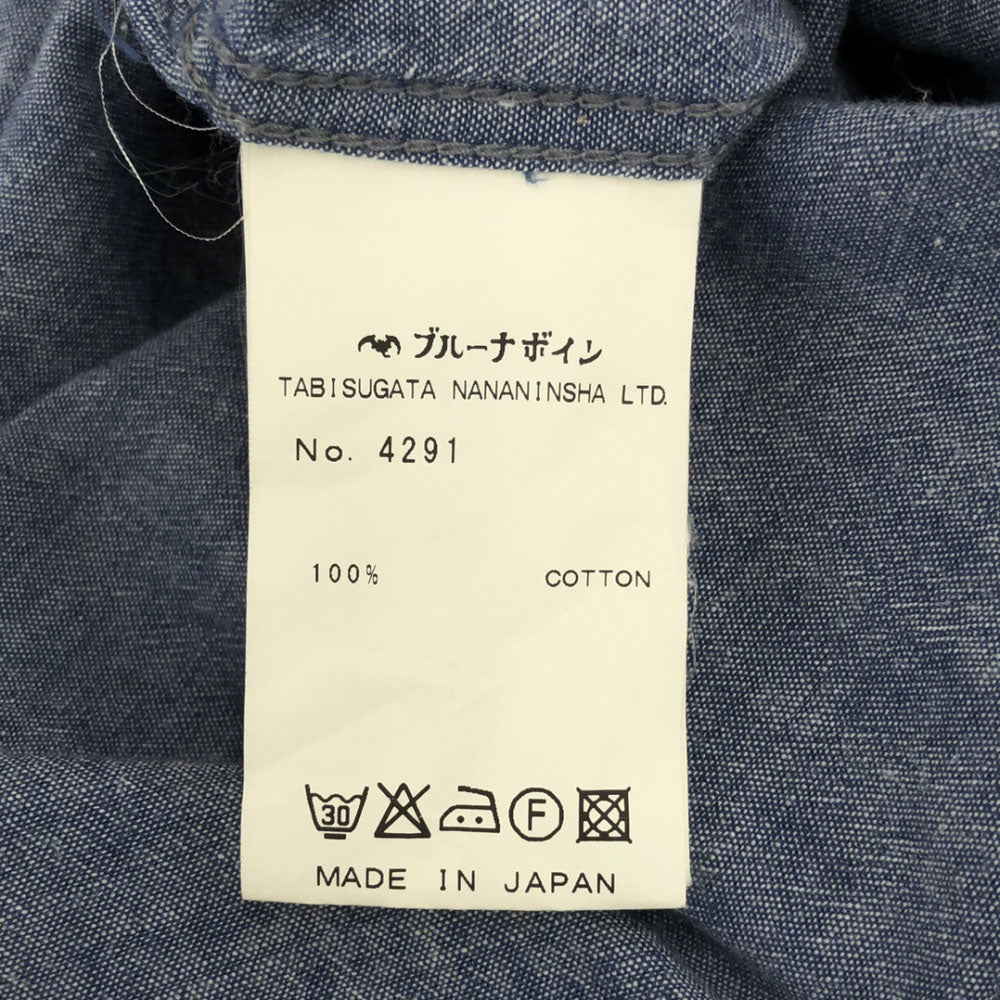 ブルーナボイン
TABISUGATA NANANINSHA LTD.
No. 4291
100% COTTON
30 F
MADE IN JAPAN